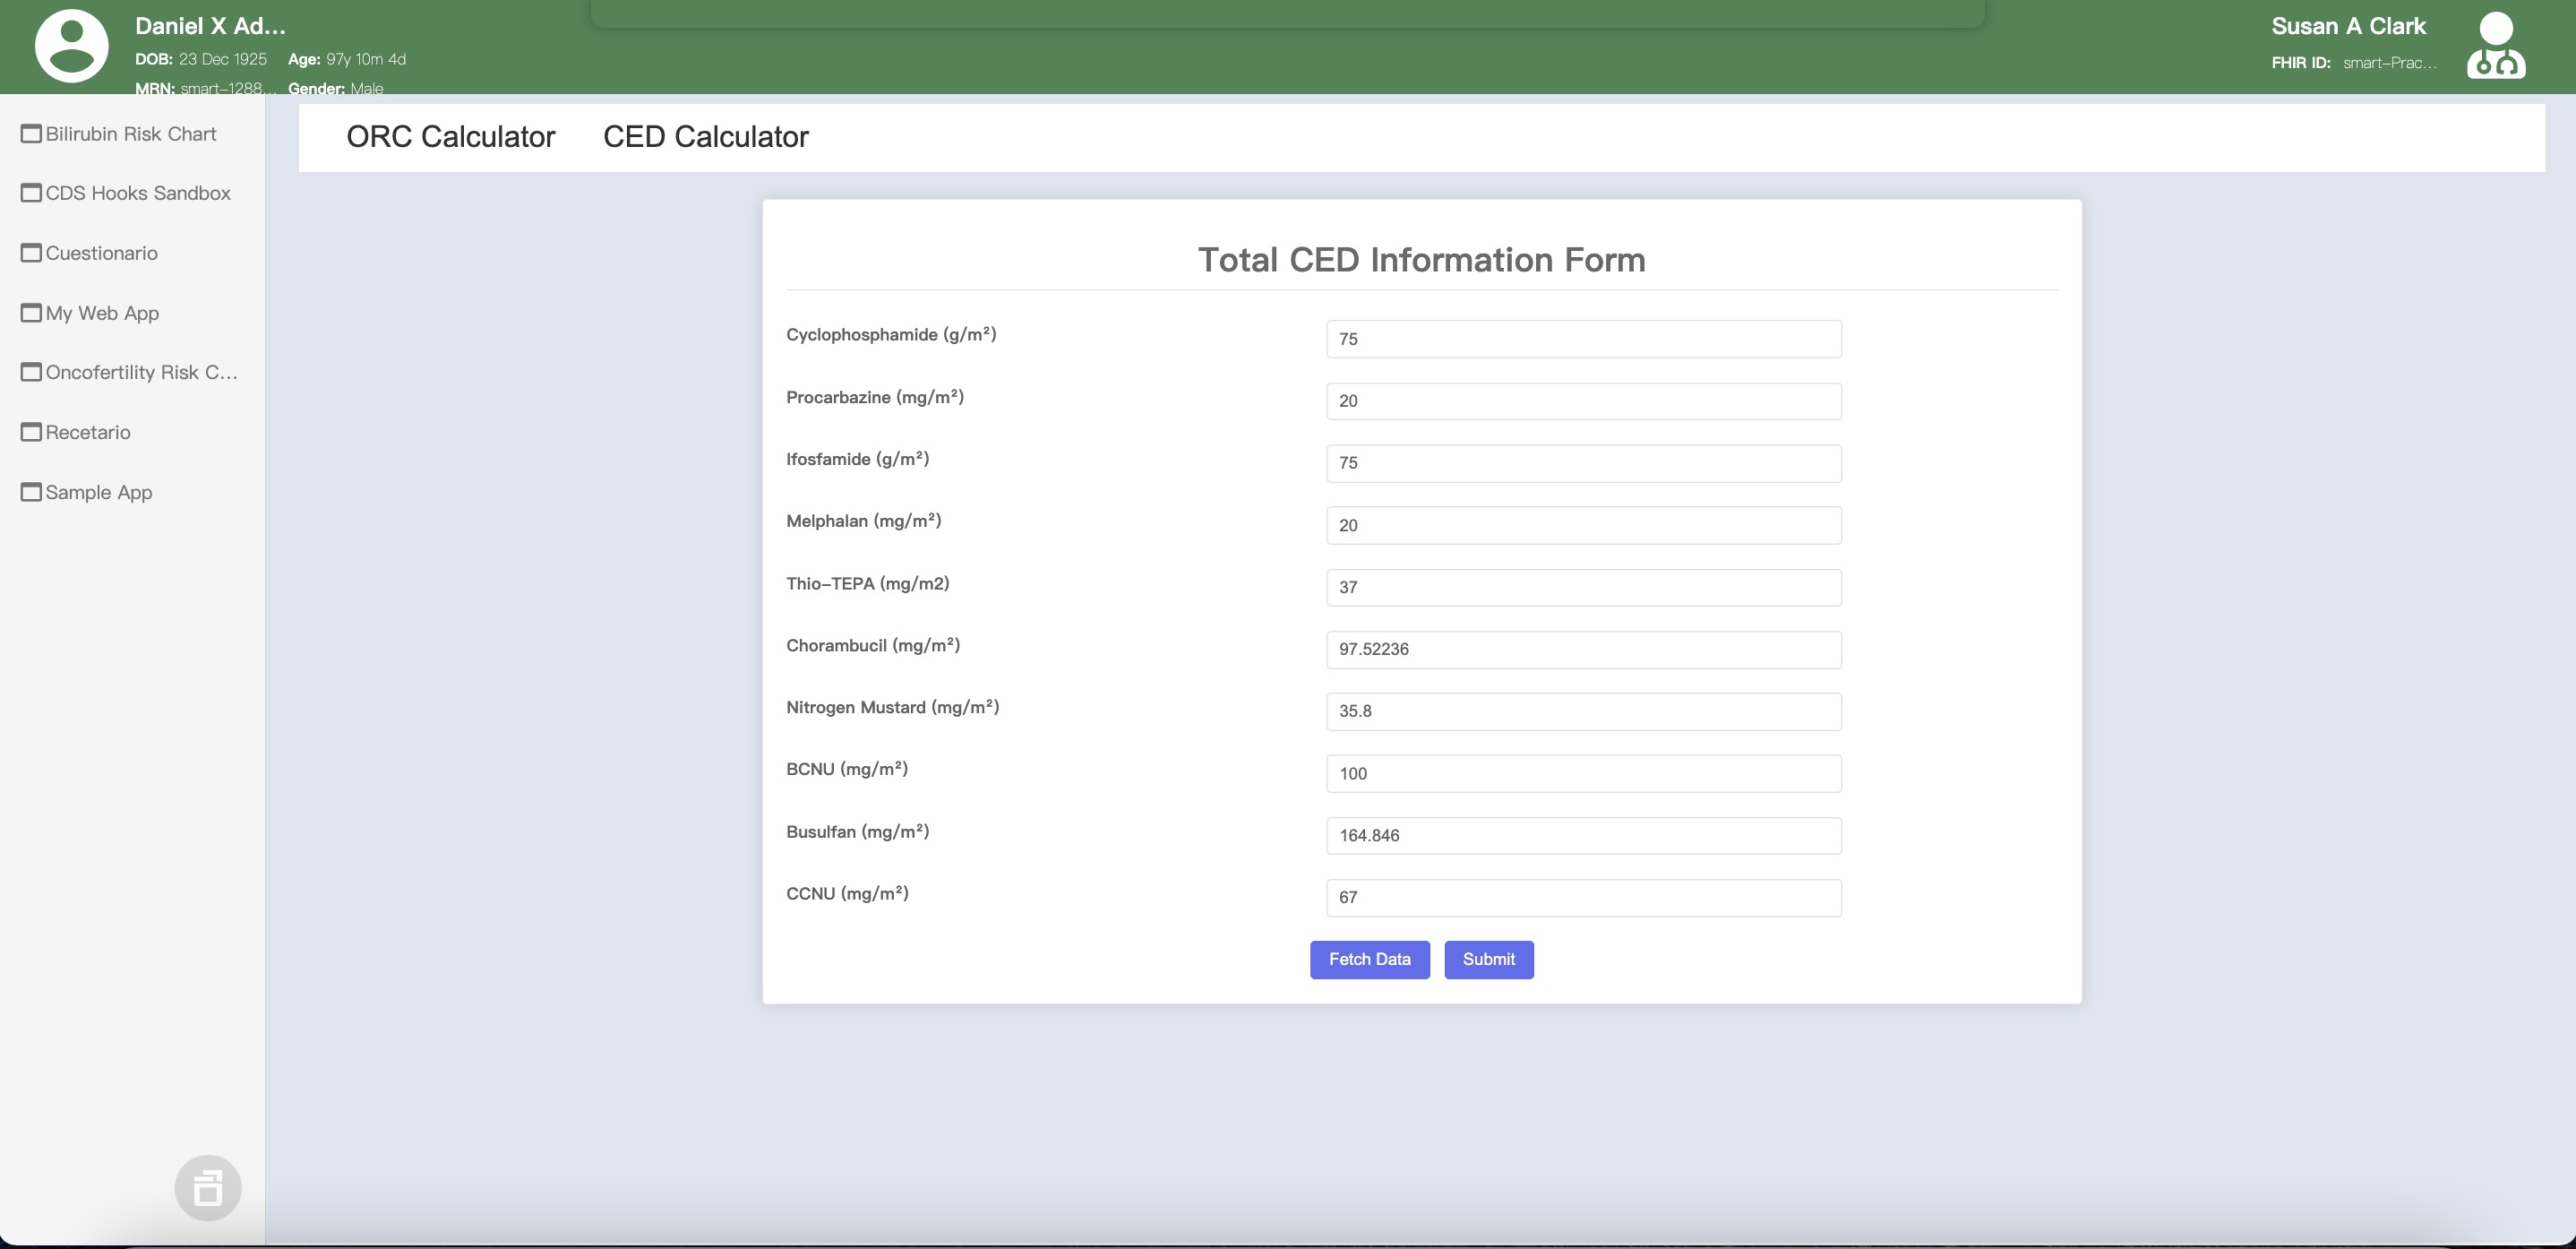 Daniel X Ad...
DOB: 23 Dec 1925 Age: 97y 10m 4d
MRN: smart-1288... Gender: Male
Susan A Clark
FHIR ID: smart-Prac...
Bilirubin Risk Chart
CDS Hooks Sandbox
Cuestionario
My Web App
Oncofertility Risk C...
Recetario
Sample App
ORC Calculator CED Calculator
Total CED Information Form
Cyclophosphamide (g/m²) 75
Procarbazine (mg/m²) 20
Ifosfamide (g/m²) 75
Melphalan (mg/m²) 20
Thio-TEPA (mg/m2) 37
Chorambucil (mg/m²) 97.52236
Nitrogen Mustard (mg/m²) 35.8
BCNU (mg/m²) 100
Busulfan (mg/m²) 164.846
CCNU (mg/m²) 67
Fetch Data Submit